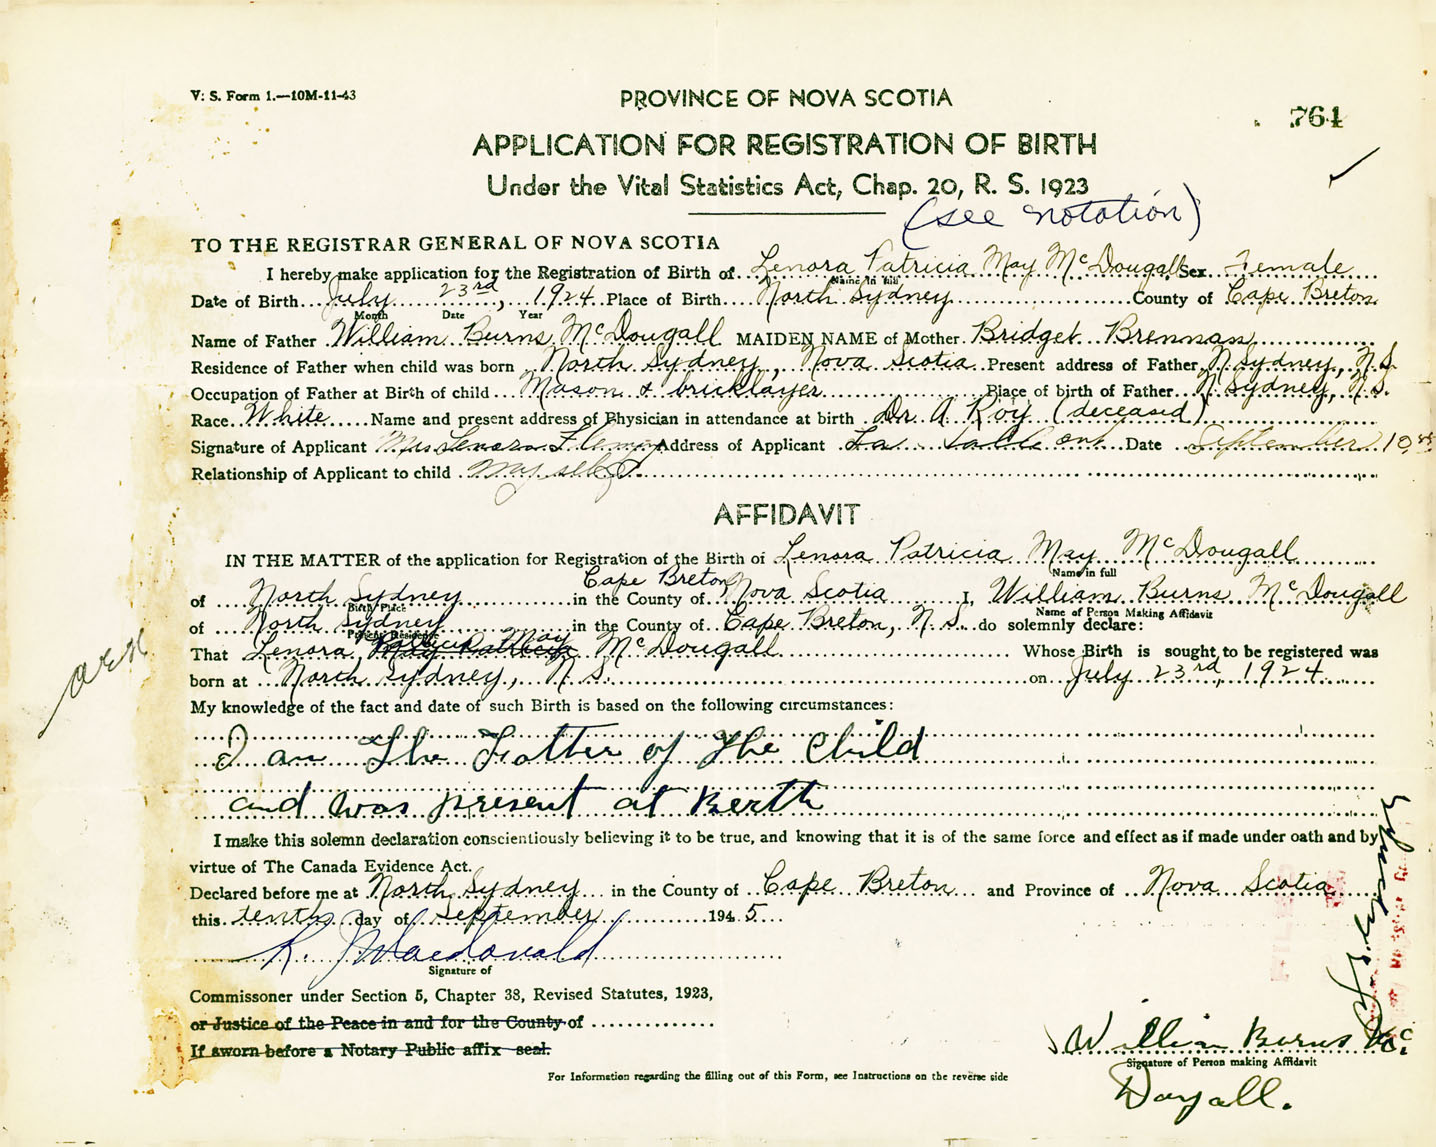 V. S. Form 1.—10M-11-43
PROVINCE OF NOVA SCOTIA
764
APPLICATION FOR REGISTRATION OF BIRTH
Under the Vital Statistics Act, Chap. 20, R. S. 1923
(see notation)
TO THE REGISTRAR GENERAL OF NOVA SCOTIA
I hereby make application for the Registration of Birth of Lenora Patricia May McDougall Sex Female
Name in full
Date of Birth July 23rd, 1924 Place of Birth North Sydney County of Cape Breton
Month Date Year
Name of Father William Burns McDougall MAIDEN NAME of Mother Bridget Brennan
Residence of Father when child was born North Sydney, Nova Scotia Present address of Father N. Sydney, N.S.
Occupation of Father at Birth of child Mason & bricklayer Place of birth of Father N. Sydney, N.S.
Race White Name and present address of Physician in attendance at birth Dr A Roy (deceased)
Signature of Applicant Mrs Lenora Address of Applicant La Salle Ont Date September 10
Relationship of Applicant to child My self
AFFIDAVIT
IN THE MATTER of the application for Registration of the Birth of Lenora Patricia May McDougall
Name in full
Cape Breton
of North Sydney in the County of Nova Scotia I, William Burns McDougall
Birth Place Name of Person Making Affidavit
of North Sydney in the County of Cape Breton, N.S. do solemnly declare:
Present Residence
Patricia May
That Lenora May Patricia McDougall Whose Birth is sought to be registered was
born at North Sydney, N.S. on July 23rd, 1924
My knowledge of the fact and date of such Birth is based on the following circumstances:
I am The Fatter of The Child
and was present at Berth
I make this solemn declaration conscientiously believing it to be true, and knowing that it is of the same force and effect as if made under oath and by
virtue of The Canada Evidence Act.
Declared before me at North Sydney in the County of Cape Breton and Province of Nova Scotia
this tenth day of September 1945
R. J. Macdonald
Signature of
Commissoner under Section 5, Chapter 38, Revised Statutes, 1923,
or Justice of the Peace in and for the County of
If sworn before a Notary Public affix seal.
William Burns Mc
Signature of Person making Affidavit
Dougall.
For Information regarding the filling out of this Form, see Instructions on the reverse side